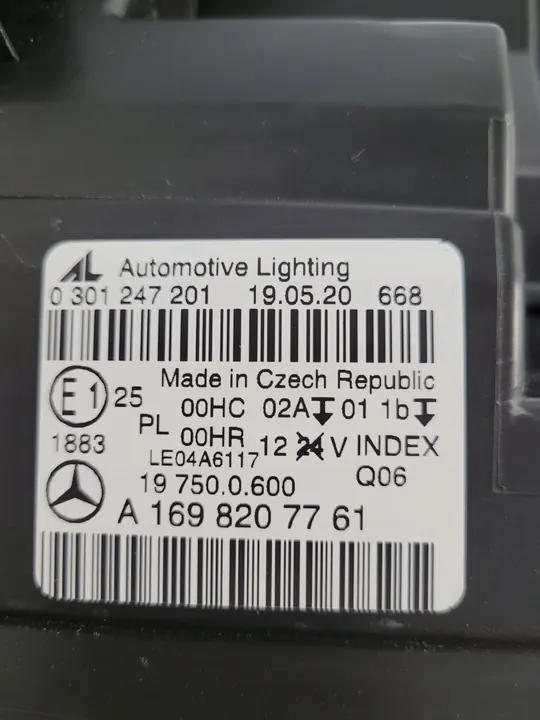 AL Automotive Lighting
0 301 247 201 19.05.20 668
Made in Czech Republic
E1 25 00HC 02A 01 1b
PL 00HR 12 24 V INDEX
1883 LE04A6117 Q06
19 750.0.600
A 169 820 77 61